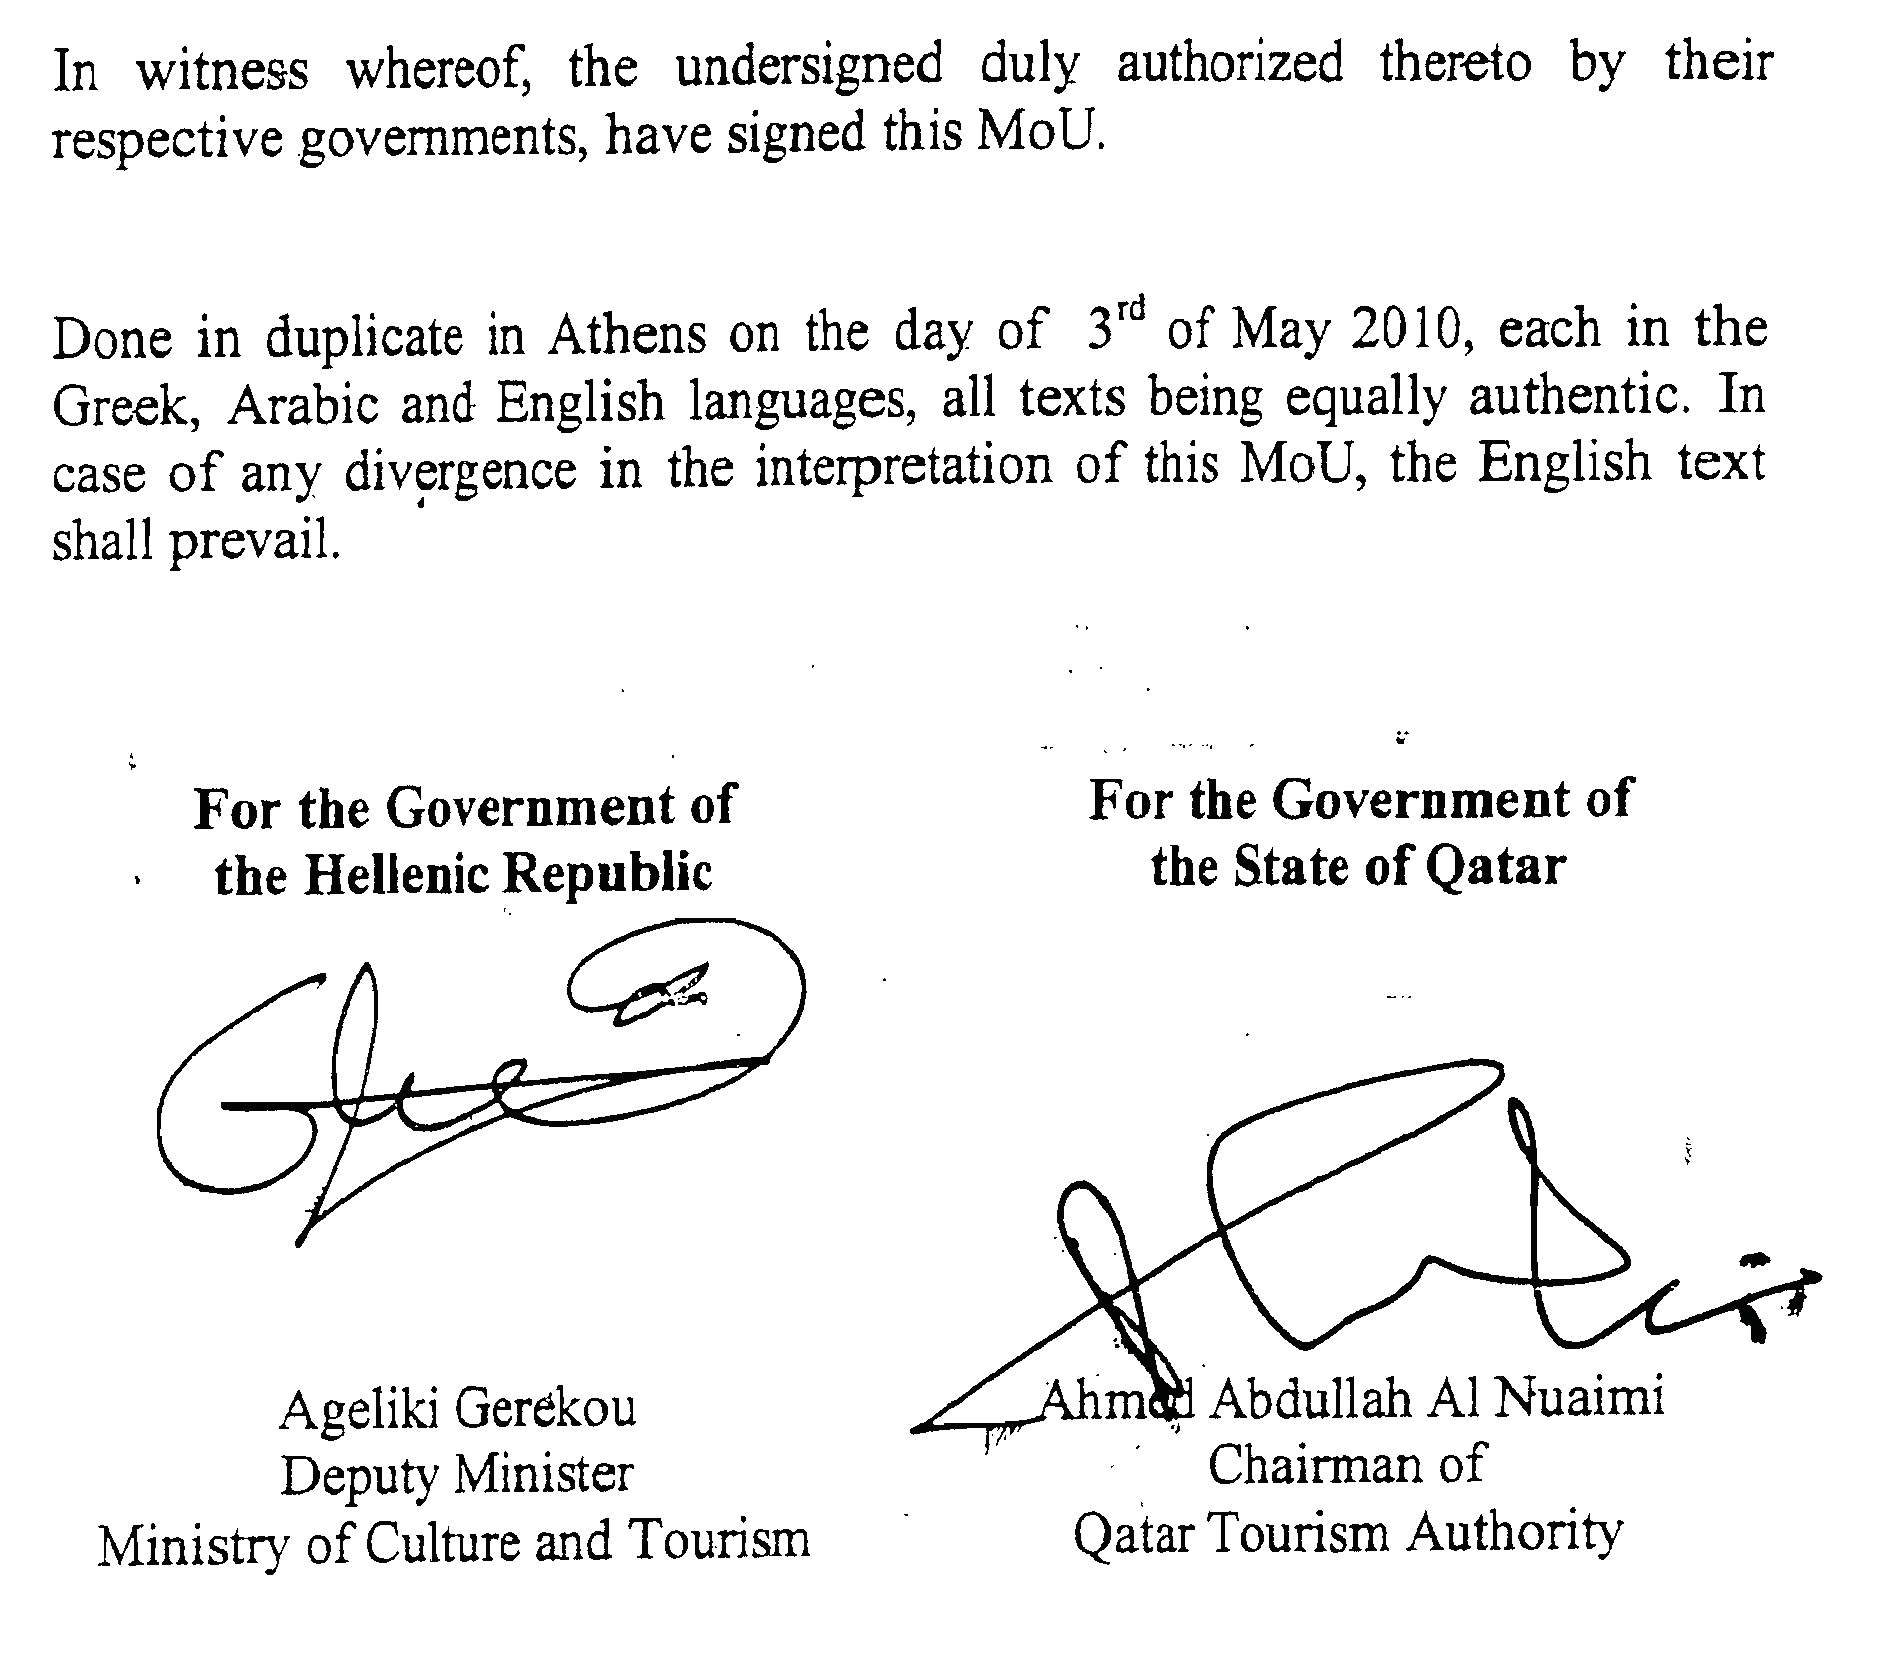 In witness whereof, the undersigned duly authorized thereto by their
respective governments, have signed this MoU.
Done in duplicate in Athens on the day of 3rd of May 2010, each in the
Greek, Arabic and English languages, all texts being equally authentic. In
case of any divergence in the interpretation of this MoU, the English text
shall prevail.
For the Government of
the Hellenic Republic
Ageliki Gerekou
Deputy Minister
Ministry of Culture and Tourism
For the Government of
the State of Qatar
Ahmed Abdullah Al Nuaimi
Chairman of
Qatar Tourism Authority